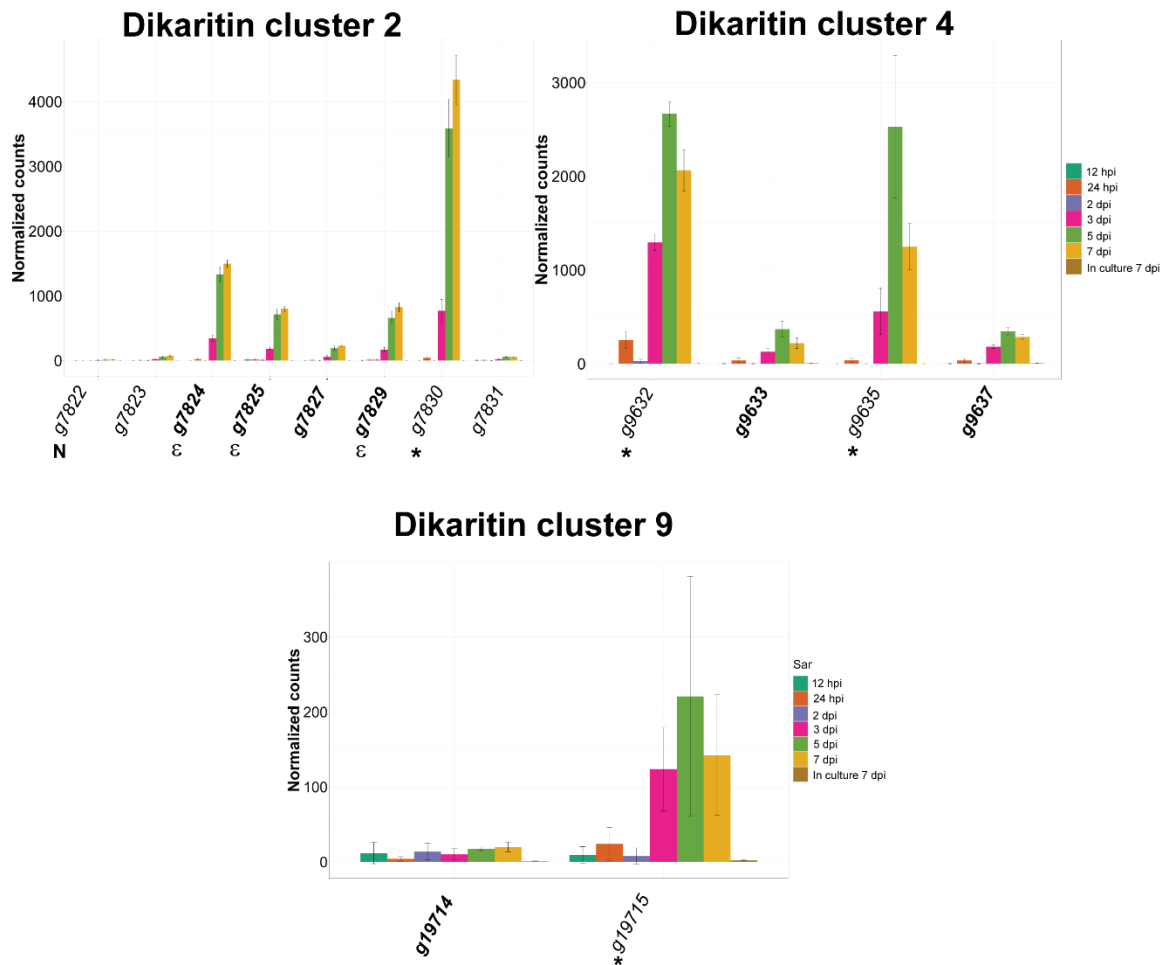 Dikaritin cluster 2
Normalized counts
4000
3000
2000
1000
0
g7822
g7823
g7824
g7825
g7827
g7829
g7830
g7831
N
ε
ε
ε
*
Dikaritin cluster 4
Normalized counts
3000
2000
1000
0
g9632
g9633
g9635
g9637
*
*
12 hpi
24 hpi
2 dpi
3 dpi
5 dpi
7 dpi
In culture 7 dpi
Dikaritin cluster 9
Normalized counts
300
200
100
0
g19714
g19715
*
Sar
12 hpi
24 hpi
2 dpi
3 dpi
5 dpi
7 dpi
In culture 7 dpi